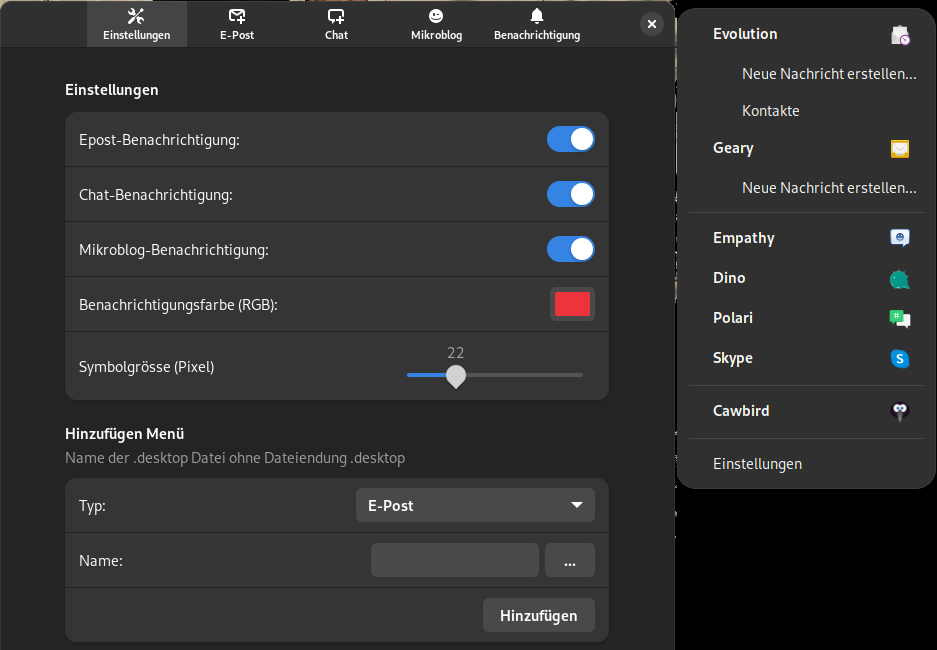 Einstellungen
E-Post
Chat
Mikroblog
Benachrichtigung
Einstellungen
Epost-Benachrichtigung:
Chat-Benachrichtigung:
Mikroblog-Benachrichtigung:
Benachrichtigungsfarbe (RGB):
22
Symbolgrösse (Pixel)
Hinzufügen Menü
Name der .desktop Datei ohne Dateiendung .desktop
Typ:
E-Post
Name:
...
Hinzufügen
Evolution
Neue Nachricht erstellen...
Kontakte
Geary
Neue Nachricht erstellen...
Empathy
Dino
Polari
Skype
Cawbird
Einstellungen